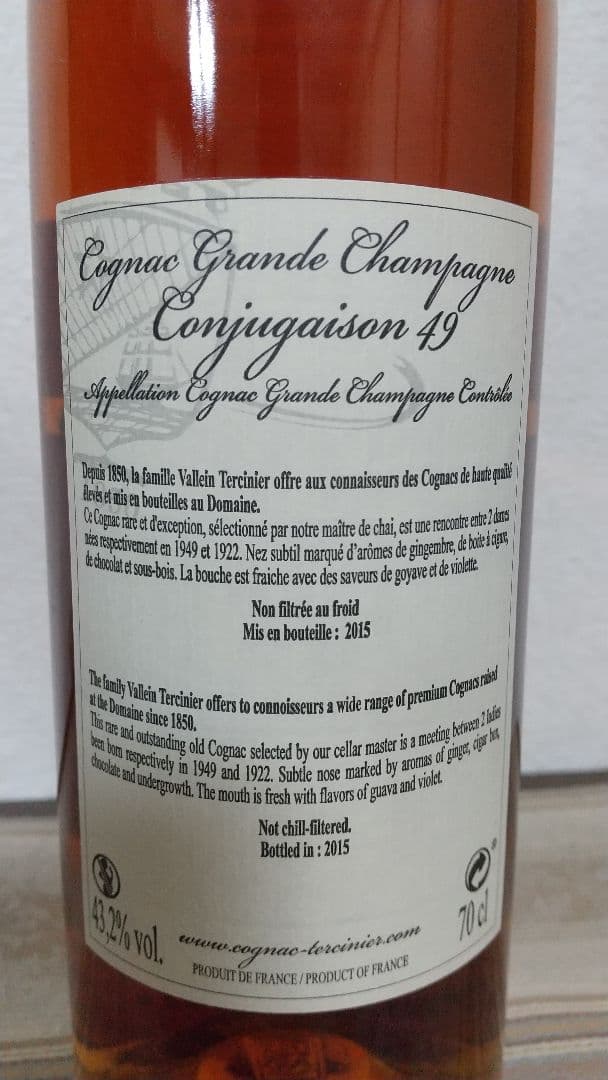 Cognac Grande Champagne
Conjugaison 49
Appellation Cognac Grande Champagne Contrôlée
Depuis 1850, la famille Vallein Tercinier offre aux connaisseurs des Cognacs de haute qualité
élevés et mis en bouteilles au Domaine.
Ce Cognac rare et d'exception, sélectionné par notre maître de chai, est une rencontre entre 2 dames
nées respectivement en 1949 et 1922. Nez subtil marqué d'arômes de gingembre, de boite à cigare,
de chocolat et sous-bois. La bouche est fraiche avec des saveurs de goyave et de violette.
Non filtrée au froid
Mis en bouteille : 2015
The family Vallein Tercinier offers to connoisseurs a wide range of premium Cognacs raised
at the Domaine since 1850.
This rare and outstanding old Cognac selected by our cellar master is a meeting between 2 ladies
been born respectively in 1949 and 1922. Subtle nose marked by aromas of ginger, cigar box,
chocolate and undergrowth. The mouth is fresh with flavors of guava and violet.
Not chill-filtered.
Bottled in : 2015
43,2% vol.
www.cognac-tercinier.com
70 cl
PRODUIT DE FRANCE / PRODUCT OF FRANCE